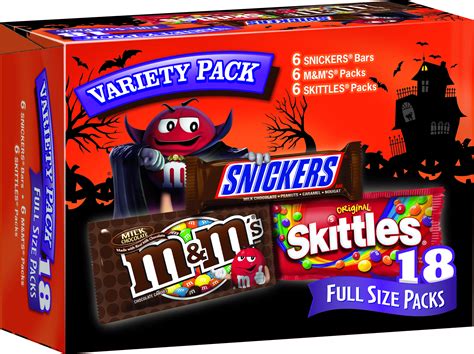 VARIETY PACK
6 SNICKERS® Bars
6 M&M'S® Packs
6 SKITTLES® Packs
m
SNICKERS
MILK CHOCOLATE • PEANUTS • CARAMEL • NOUGAT
MILK
CHOCOLATE
m&m's
CHOCOLATE CANDIES
m
Original
Skittles
18
FULL SIZE PACKS
VARIETY PACK
6 SNICKERS® Bars
6 M&M'S® Packs
6 SKITTLES® Packs
18
FULL SIZE PACKS